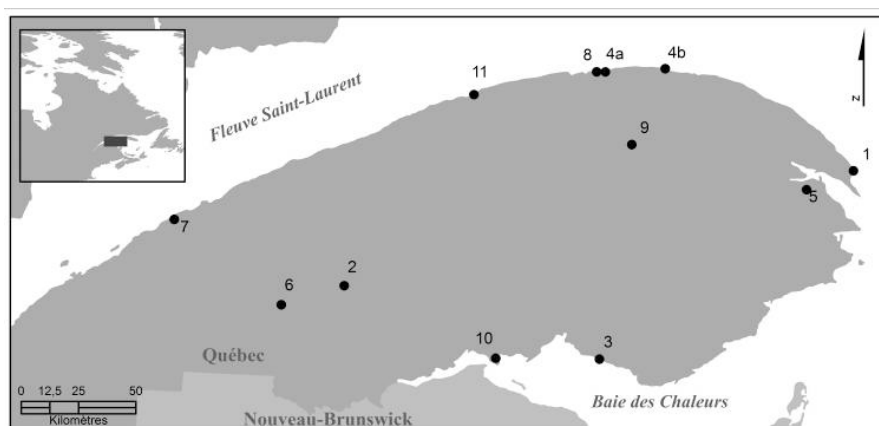 8 4a 4b
11
Fleuve Saint-Laurent
N
9
1
5
7
2
6
10
3
Québec
0 12,5 25 50
Kilomètres
Baie des Chaleurs
Nouveau-Brunswick